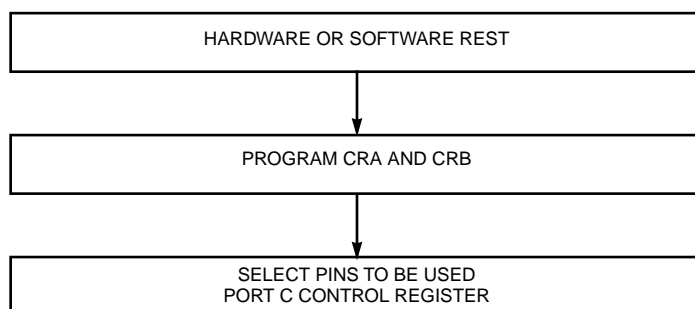 HARDWARE OR SOFTWARE REST
PROGRAM CRA AND CRB
SELECT PINS TO BE USED
PORT C CONTROL REGISTER